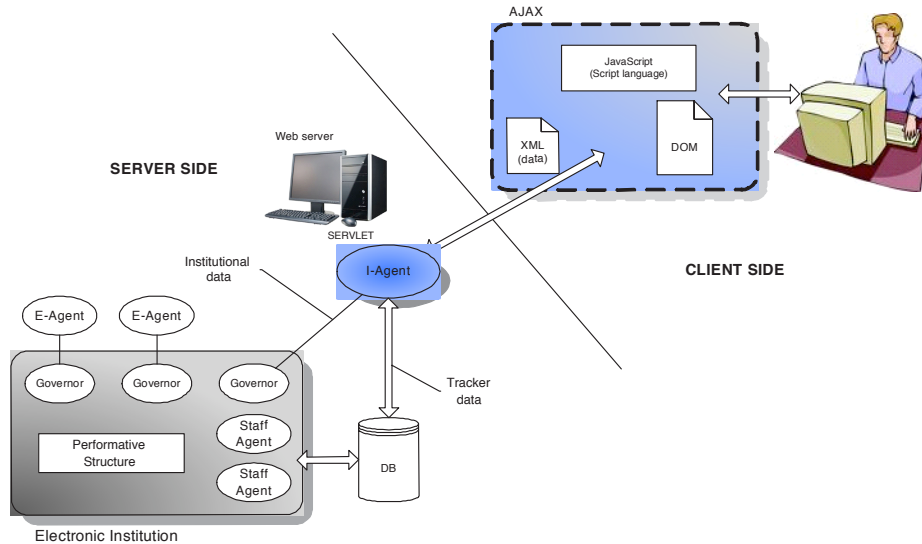 AJAX
JavaScript
(Script language)
XML
(data)
DOM
Web server
SERVER SIDE
SERVLET
I-Agent
Institutional
data
CLIENT SIDE
E-Agent
E-Agent
Governor
Governor
Governor
Tracker
data
Staff
Agent
Performative
Structure
DB
Staff
Agent
Electronic Institution